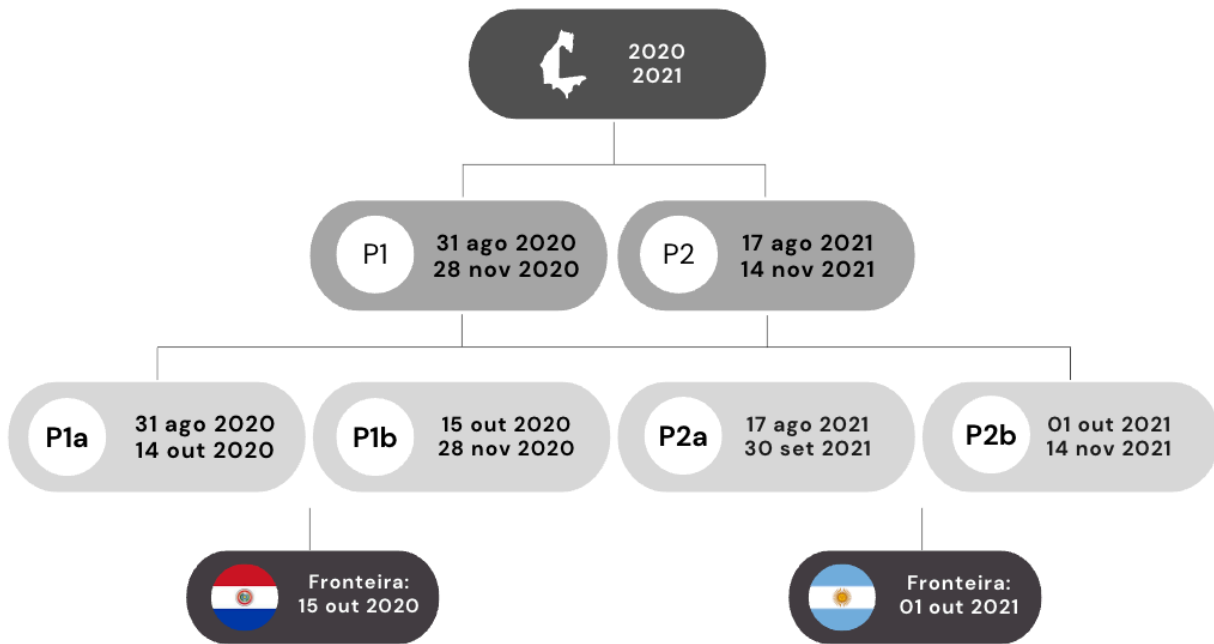 2020
2021
P1
31 ago 2020
28 nov 2020
P2
17 ago 2021
14 nov 2021
P1a
31 ago 2020
14 out 2020
P1b
15 out 2020
28 nov 2020
P2a
17 ago 2021
30 set 2021
P2b
01 out 2021
14 nov 2021
Fronteira:
15 out 2020
Fronteira:
01 out 2021